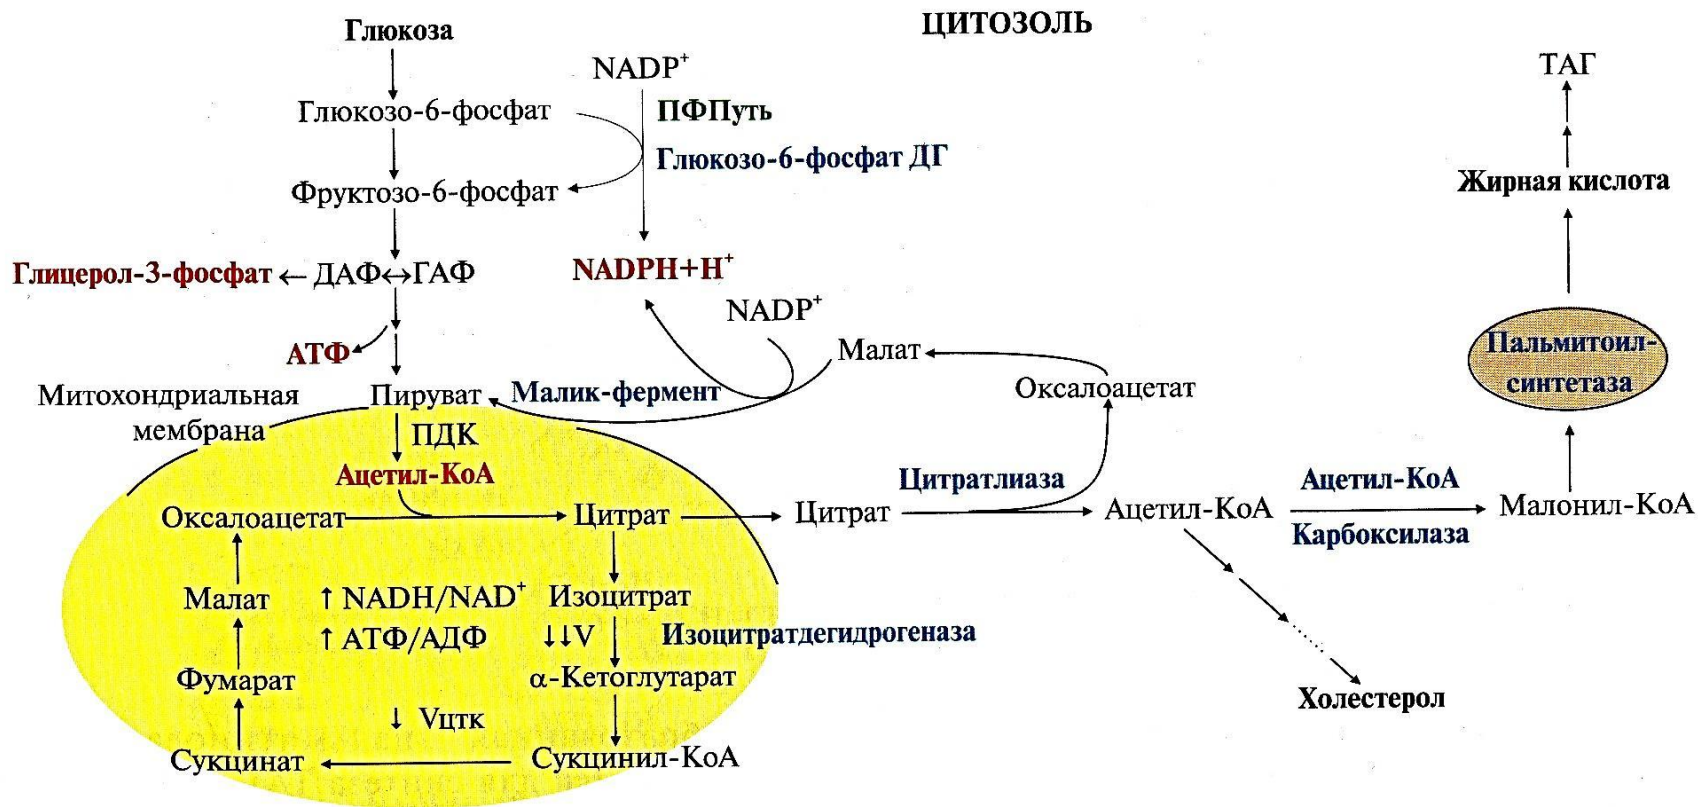 ЦИТОЗОЛЬ
Глюкоза
NADP⁺
ТАГ
Глюкозо-6-фосфат
ПФПуть
Глюкозо-6-фосфат ДГ
Фруктозо-6-фосфат
Жирная кислота
Глицерол-3-фосфат ← ДАФ↔ГАФ
NADPH+H⁺
NADP⁺
АТФ
Малат
Пальмитоил-
синтетаза
Оксалоацетат
Митохондриальная
мембрана
Пируват
Малик-фермент
ПДК
Ацетил-КоА
Цитратлиаза
Ацетил-КоА
Карбоксилаза
Оксалоацетат
Цитрат
Цитрат
Ацетил-КоА
Малонил-КоА
Малат
↑ NADH/NAD⁺
Изоцитрат
↑ АТФ/АДФ
↓↓V
Изоцитратдегидрогеназа
Фумарат
α-Кетоглутарат
Холестерол
↓ Vцтк
Сукцинат
Сукцинил-КоА